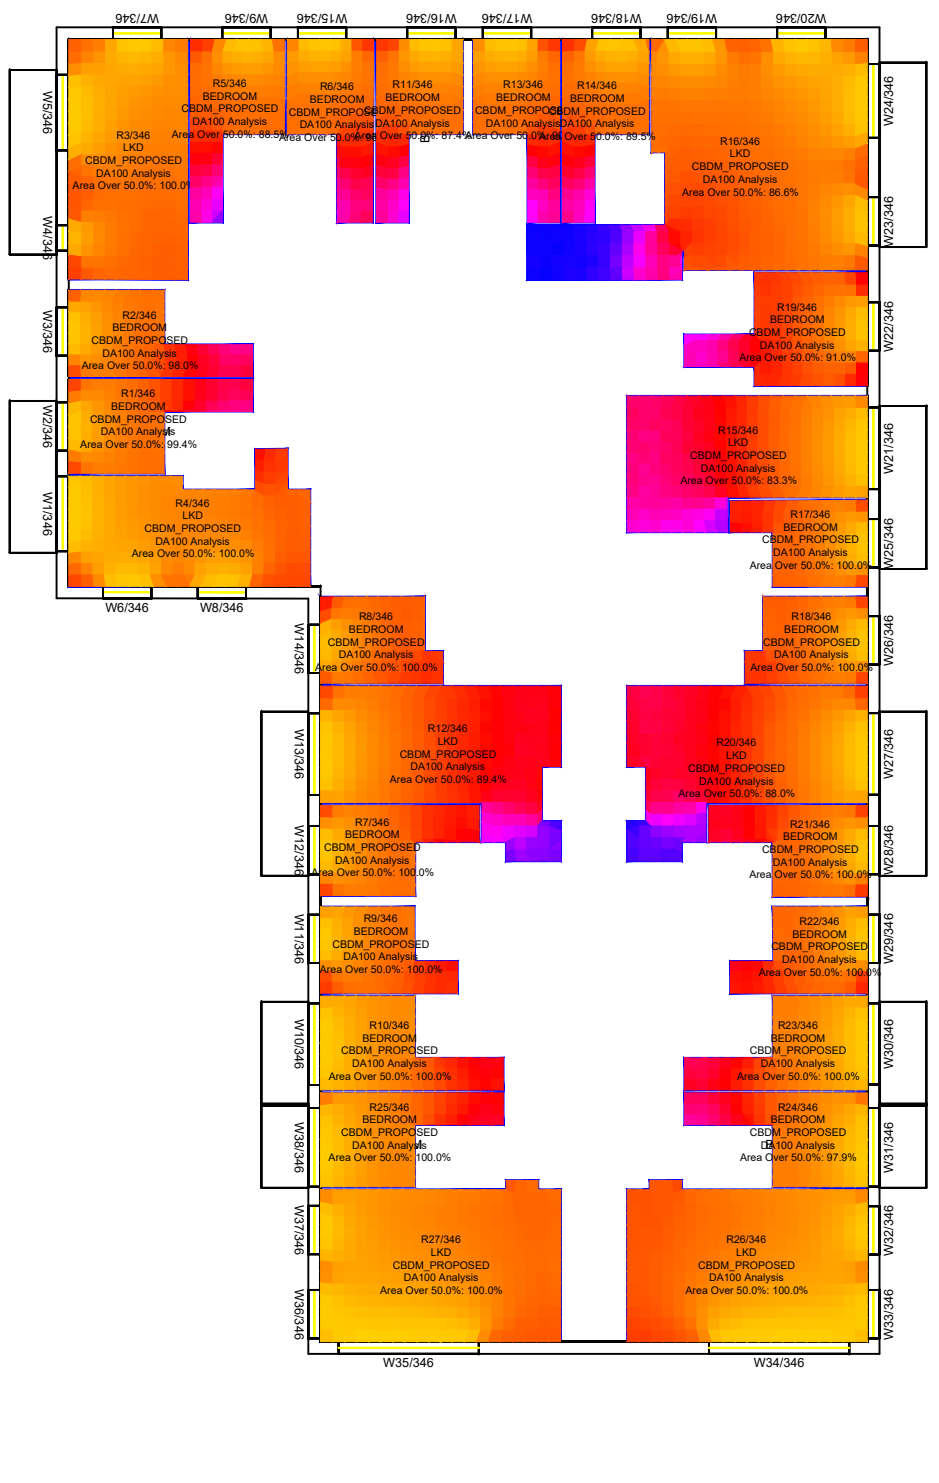 W7/346
W9/346
W15/346
W16/346
W17/346
W18/346
W19/346
W20/346
W5/346
W4/346
W3/346
W2/346
W1/346
W6/346
W8/346
W24/346
W23/346
W22/346
W21/346
W25/346
W26/346
W27/346
W28/346
W29/346
W30/346
W31/346
W32/346
W33/346
W14/346
W13/346
W12/346
W11/346
W10/346
W38/346
W37/346
W36/346
W35/346
W34/346
R3/346
LKD
CBDM_PROPOSED
DA100 Analysis
Area Over 50.0%: 100.0%
R5/346
BEDROOM
CBDM_PROPOSED
DA100 Analysis
Area Over 50.0%: 88.5%
R6/346
BEDROOM
CBDM_PROPOSED
DA100 Analysis
Area Over 50.0%:
R11/346
BEDROOM
CBDM_PROPOSED
DA100 Analysis
Area Over 50.0%: 87.4%
B
R13/346
BEDROOM
CBDM_PROPOSED
DA100 Analysis
Area Over 50.0%:
R14/346
BEDROOM
CBDM_PROPOSED
DA100 Analysis
Area Over 50.0%: 89.5%
R16/346
LKD
CBDM_PROPOSED
DA100 Analysis
Area Over 50.0%: 86.6%
R2/346
BEDROOM
CBDM_PROPOSED
DA100 Analysis
Area Over 50.0%: 98.0%
R19/346
BEDROOM
CBDM_PROPOSED
DA100 Analysis
Area Over 50.0%: 91.0%
R1/346
BEDROOM
CBDM_PROPOSED
DA100 Analysis
Area Over 50.0%: 99.4%
R15/346
LKD
CBDM_PROPOSED
DA100 Analysis
Area Over 50.0%: 83.3%
R4/346
LKD
CBDM_PROPOSED
DA100 Analysis
Area Over 50.0%: 100.0%
R17/346
BEDROOM
CBDM_PROPOSED
DA100 Analysis
Area Over 50.0%: 100.0%
R8/346
BEDROOM
CBDM_PROPOSED
DA100 Analysis
Area Over 50.0%: 100.0%
R18/346
BEDROOM
CBDM_PROPOSED
DA100 Analysis
Area Over 50.0%: 100.0%
R12/346
LKD
CBDM_PROPOSED
DA100 Analysis
Area Over 50.0%: 89.4%
R20/346
LKD
CBDM_PROPOSED
DA100 Analysis
Area Over 50.0%: 88.0%
R7/346
BEDROOM
CBDM_PROPOSED
DA100 Analysis
Area Over 50.0%: 100.0%
R21/346
BEDROOM
CBDM_PROPOSED
DA100 Analysis
Area Over 50.0%: 100.0%
R9/346
BEDROOM
CBDM_PROPOSED
DA100 Analysis
Area Over 50.0%: 100.0%
R22/346
BEDROOM
CBDM_PROPOSED
DA100 Analysis
Area Over 50.0%: 100.0%
R10/346
BEDROOM
CBDM_PROPOSED
DA100 Analysis
Area Over 50.0%: 100.0%
R23/346
BEDROOM
CBDM_PROPOSED
DA100 Analysis
Area Over 50.0%: 100.0%
R25/346
BEDROOM
CBDM_PROPOSED
DA100 Analysis
Area Over 50.0%: 100.0%
R24/346
BEDROOM
CBDM_PROPOSED
DA100 Analysis
Area Over 50.0%: 97.9%
R27/346
LKD
CBDM_PROPOSED
DA100 Analysis
Area Over 50.0%: 100.0%
R26/346
LKD
CBDM_PROPOSED
DA100 Analysis
Area Over 50.0%: 100.0%